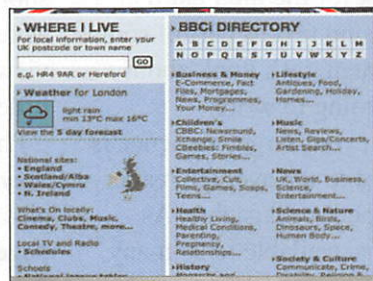 WHERE I LIVE
For local information, enter your
UK postcode or town name
GO
e.g. HR4 9AR or Hereford
Weather for London
light rain
min 13°C max 16°C
View the 5 day forecast
National sites:
• England
• Scotland/Alba
• Wales/Cymru
• N. Ireland
What's On locally:
Cinema, Clubs, Music,
Comedy, Theatre, more...
Local TV and Radio
• Schedules
Schools
• National league tables
BBCi DIRECTORY
A B C D E F G H I J K L M
N O P Q R S T U V W X Y Z
Business & Money
E-Commerce, Fact
Files, Mortgages,
News, Programmes,
Your Money...
Children's
CBBC: Newsround,
Xchange, Smile
CBeebies: Fimbles,
Games, Stories...
Entertainment
Collective, Cult,
Films, Games, Soaps,
Teens...
Health
Healthy Living,
Medical Conditions,
Parenting,
Pregnancy,
Relationships...
History
Lifestyle
Antiques, Food,
Gardening, Holiday,
Homes...
Music
News, Reviews,
Listen, Gigs/Concerts,
Artist Search...
News
UK, World, Business,
Science,
Entertainment...
Science & Nature
Animals, Birds,
Dinosaurs, Space,
Human Body...
Society & Culture
Communicate, Crime,
Disability, Religion &